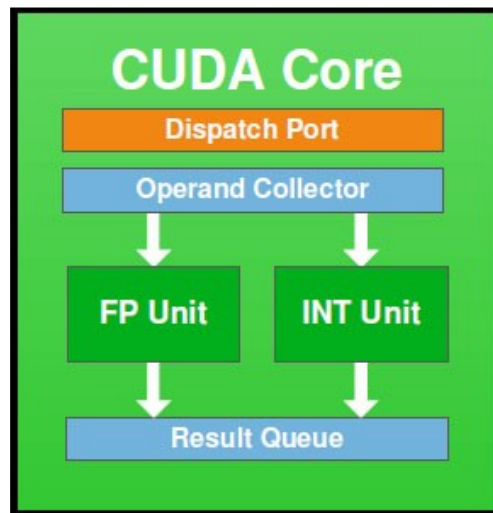 CUDA Core
Dispatch Port
Operand Collector
FP Unit
INT Unit
Result Queue